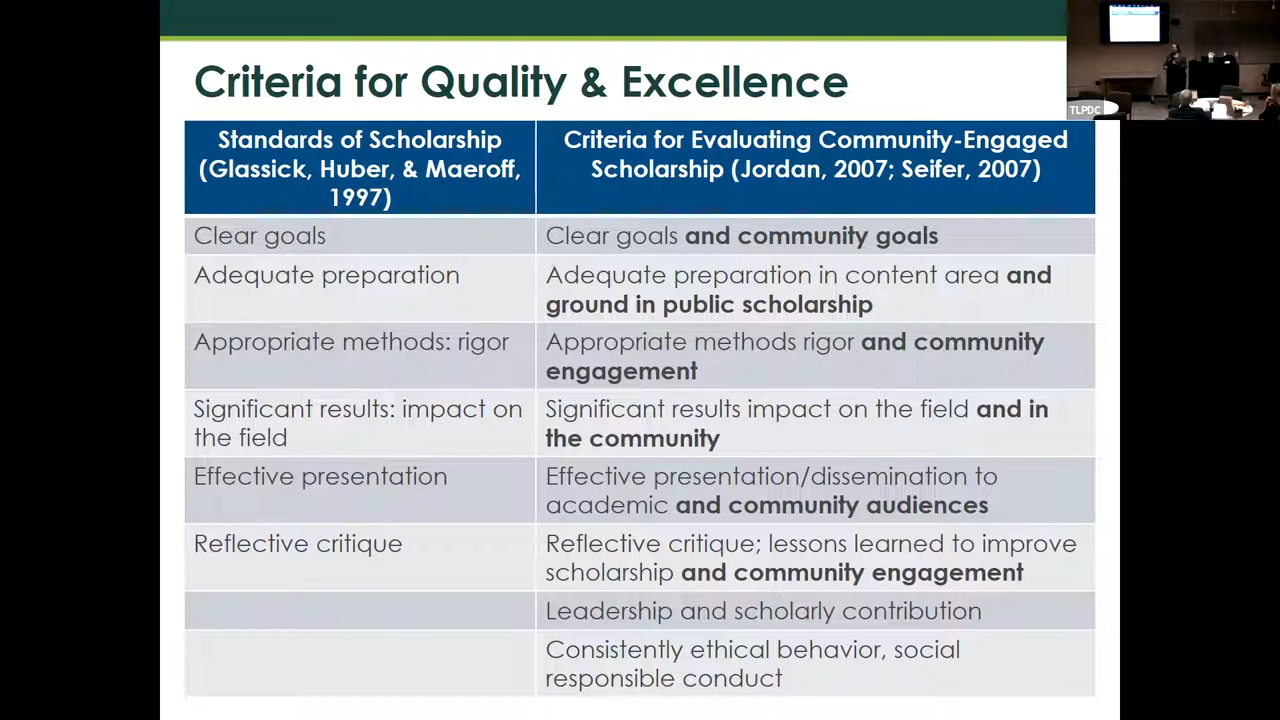 Criteria for Quality & Excellence
Standards of Scholarship
(Glassick, Huber, & Maeroff,
1997)
Criteria for Evaluating Community-Engaged
Scholarship (Jordan, 2007; Seifer, 2007)
Clear goals
Clear goals and community goals
Adequate preparation
Adequate preparation in content area and
ground in public scholarship
Appropriate methods: rigor
Appropriate methods rigor and community
engagement
Significant results: impact on
the field
Significant results impact on the field and in
the community
Effective presentation
Effective presentation/dissemination to
academic and community audiences
Reflective critique
Reflective critique; lessons learned to improve
scholarship and community engagement
Leadership and scholarly contribution
Consistently ethical behavior, social
responsible conduct
TLPDC